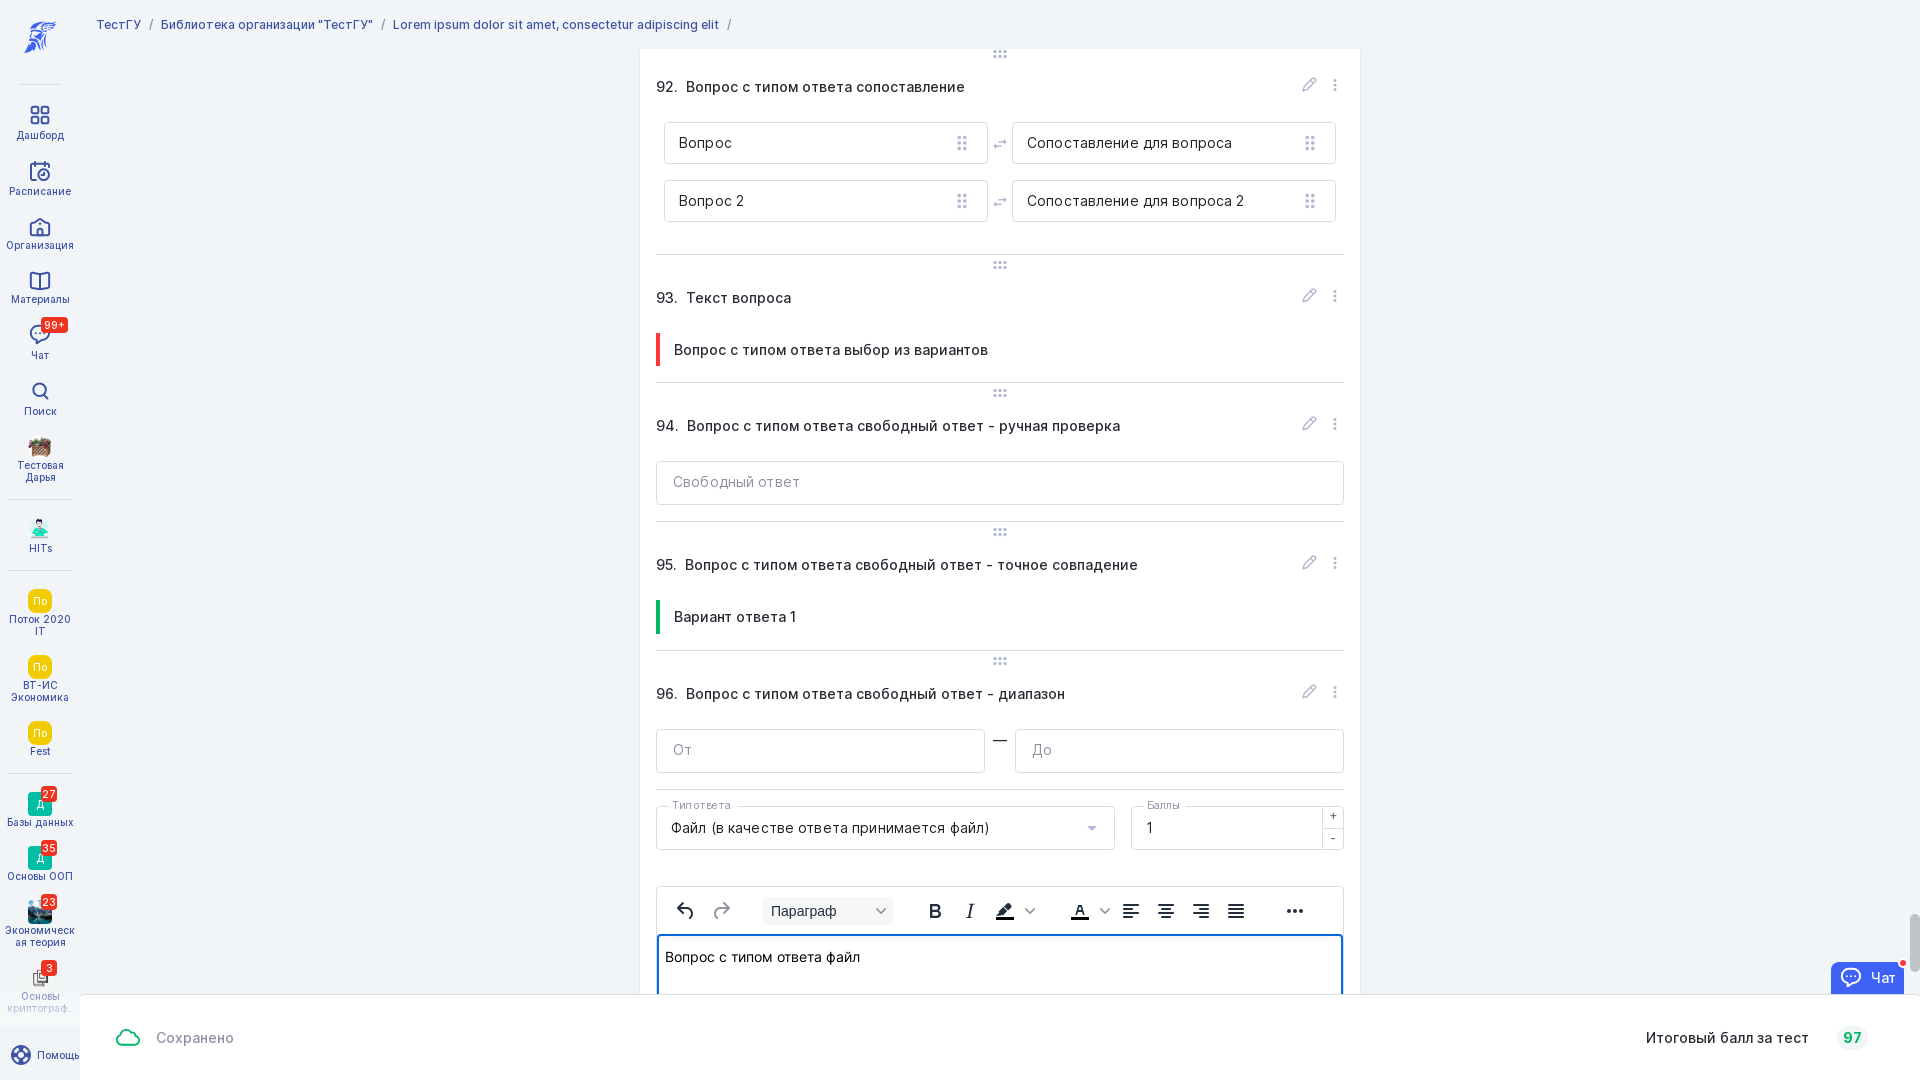 ТестГУ / Библиотека организации "ТестГУ" / Lorem ipsum dolor sit amet, consectetur adipiscing elit /
Дашборд
Расписание
Организация
Материалы
99+
Чат
Поиск
Тестовая
Дарья
HITs
По
Поток 2020
IT
По
ВТ-ИС
Экономика
По
Fest
27
Д
Базы данных
35
Д
Основы ООП
23
Экономическ
ая теория
3
Основы
криптограф...
Помощь
92. Вопрос с типом ответа сопоставление
Вопрос
Сопоставление для вопроса
Вопрос 2
Сопоставление для вопроса 2
93. Текст вопроса
Вопрос с типом ответа выбор из вариантов
94. Вопрос с типом ответа свободный ответ - ручная проверка
Свободный ответ
95. Вопрос с типом ответа свободный ответ - точное совпадение
Вариант ответа 1
96. Вопрос с типом ответа свободный ответ - диапазон
От — До
Тип ответа
Файл (в качестве ответа принимается файл)
Баллы
1
+
-
Параграф
B I A
Вопрос с типом ответа файл
Чат
Сохранено
Итоговый балл за тест 97